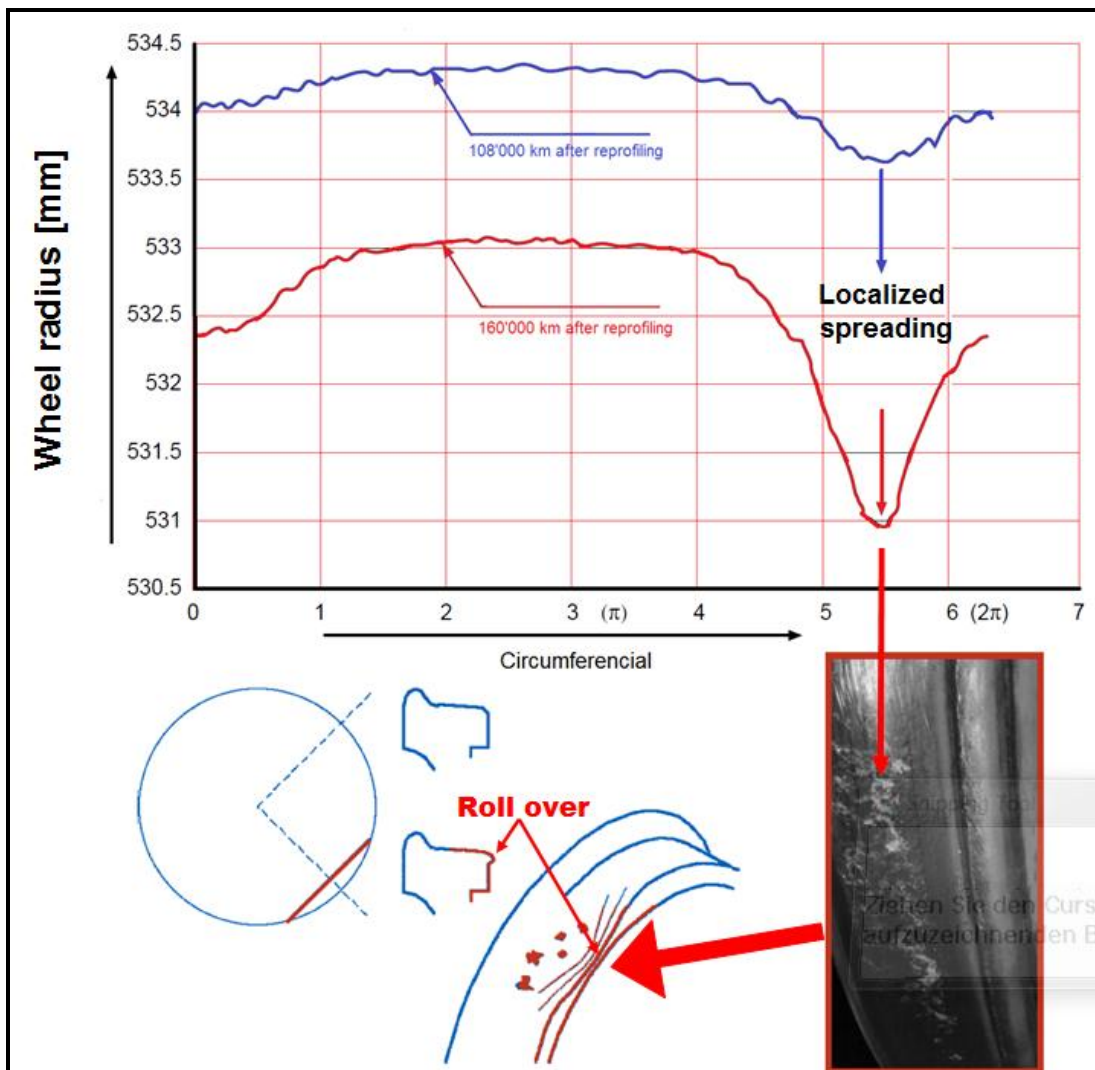 534.5
534
533.5
533
532.5
532
531.5
531
530.5
Wheel radius [mm]
108'000 km after reprofiling
160'000 km after reprofiling
Localized
spreading
0 1 2 3 (π) 4 5 6 (2π) 7
Circumferencial
Roll over
Snipping Tool
Ziehen Sie den Curs
aufzuzeichnenden B